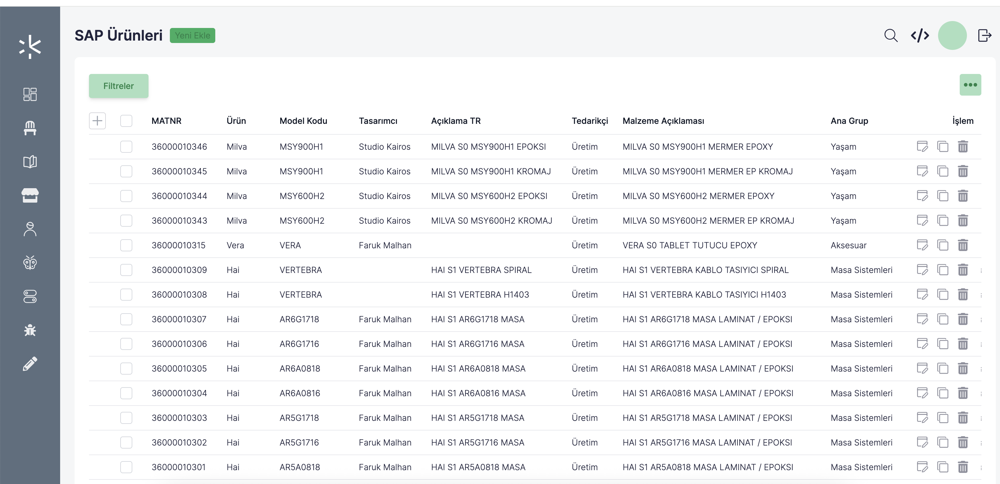 SAP Ürünleri Yeni Ekle
Filtreler
MATNR Ürün Model Kodu Tasarımcı Açıklama TR Tedarikçi Malzeme Açıklaması Ana Grup İşlem
36000010346 Milva MSY900H1 Studio Kairos MILVA S0 MSY900H1 EPOKSI Üretim MILVA S0 MSY900H1 MERMER EPOXY Yaşam
36000010345 Milva MSY900H1 Studio Kairos MILVA S0 MSY900H1 KROMAJ Üretim MILVA S0 MSY900H1 MERMER EP KROMAJ Yaşam
36000010344 Milva MSY600H2 Studio Kairos MILVA S0 MSY600H2 EPOKSI Üretim MILVA S0 MSY600H2 MERMER EPOXY Yaşam
36000010343 Milva MSY600H2 Studio Kairos MILVA S0 MSY600H2 KROMAJ Üretim MILVA S0 MSY600H2 MERMER EP KROMAJ Yaşam
36000010315 Vera VERA Faruk Malhan Üretim VERA S0 TABLET TUTUCU EPOXY Aksesuar
36000010309 Hai VERTEBRA HAI S1 VERTEBRA SPIRAL Üretim HAI S1 VERTEBRA KABLO TASIYICI SPIRAL Masa Sistemleri
36000010308 Hai VERTEBRA HAI S1 VERTEBRA H1403 Üretim HAI S1 VERTEBRA KABLO TASIYICI H1403 Masa Sistemleri
36000010307 Hai AR6G1718 Faruk Malhan HAI S1 AR6G1718 MASA Üretim HAI S1 AR6G1718 MASA LAMINAT / EPOKSI Masa Sistemleri
36000010306 Hai AR6G1716 Faruk Malhan HAI S1 AR6G1716 MASA Üretim HAI S1 AR6G1716 MASA LAMINAT / EPOKSI Masa Sistemleri
36000010305 Hai AR6A0818 Faruk Malhan HAI S1 AR6A0818 MASA Üretim HAI S1 AR6A0818 MASA LAMINAT / EPOKSI Masa Sistemleri
36000010304 Hai AR6A0816 Faruk Malhan HAI S1 AR6A0816 MASA Üretim HAI S1 AR6A0816 MASA LAMINAT / EPOKSI Masa Sistemleri
36000010303 Hai AR5G1718 Faruk Malhan HAI S1 AR5G1718 MASA Üretim HAI S1 AR5G1718 MASA LAMINAT / EPOKSI Masa Sistemleri
36000010302 Hai AR5G1716 Faruk Malhan HAI S1 AR5G1716 MASA Üretim HAI S1 AR5G1716 MASA LAMINAT / EPOKSI Masa Sistemleri
36000010301 Hai AR5A0818 Faruk Malhan HAI S1 AR5A0818 MASA Üretim HAI S1 AR5A0818 MASA LAMINAT / EPOKSI Masa Sistemleri